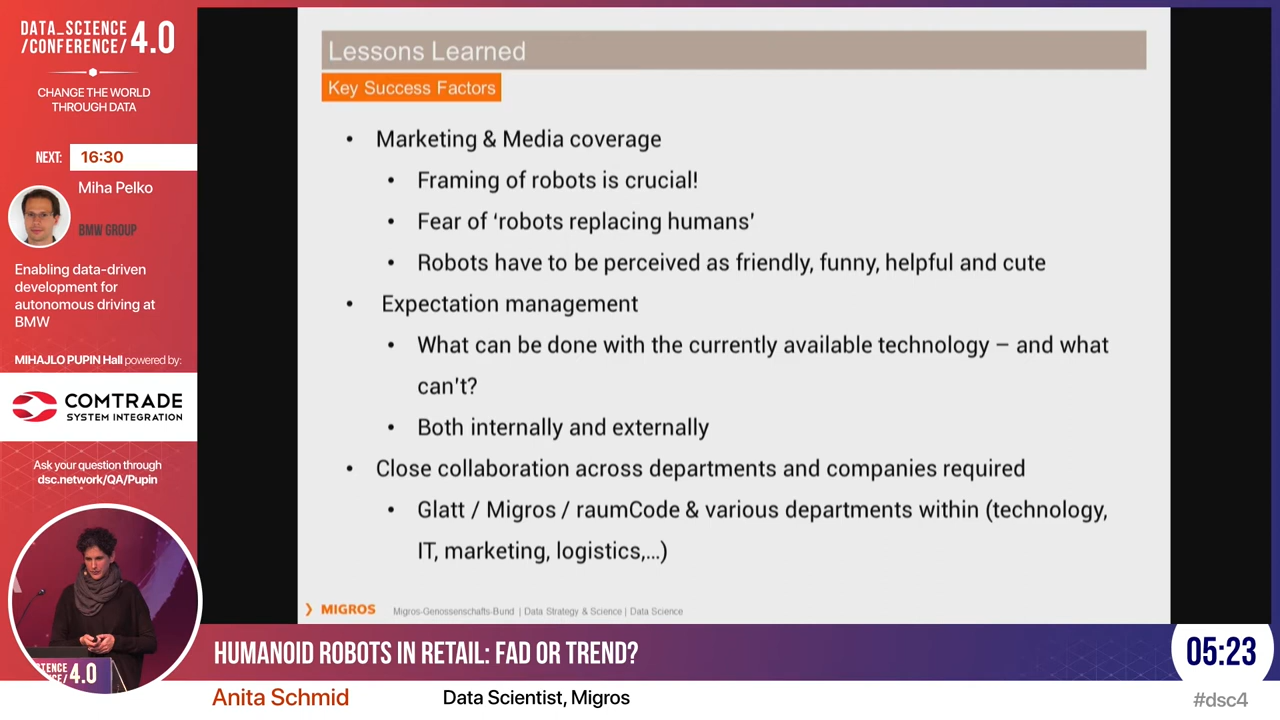 DATA_SCIENCE
/CONFERENCE/ 4.0
CHANGE THE WORLD
THROUGH DATA
NEXT: 16:30
Miha Pelko
BMW GROUP
Enabling data-driven
development for
autonomous driving at
BMW
MIHAJLO PUPIN Hall powered by:
COMTRADE
SYSTEM INTEGRATION
Ask your question through
dsc.network/QA/Pupin
Lessons Learned
Key Success Factors
• Marketing & Media coverage
• Framing of robots is crucial!
• Fear of ‘robots replacing humans’
• Robots have to be perceived as friendly, funny, helpful and cute
• Expectation management
• What can be done with the currently available technology – and what
can’t?
• Both internally and externally
• Close collaboration across departments and companies required
• Glatt / Migros / raumCode & various departments within (technology,
IT, marketing, logistics,...)
MIGROS Migros-Genossenschafts-Bund | Data Strategy & Science | Data Science
CIENCE
CE/ 4.0
HUMANOID ROBOTS IN RETAIL: FAD OR TREND?
05:23
Anita Schmid Data Scientist, Migros
#dsc4